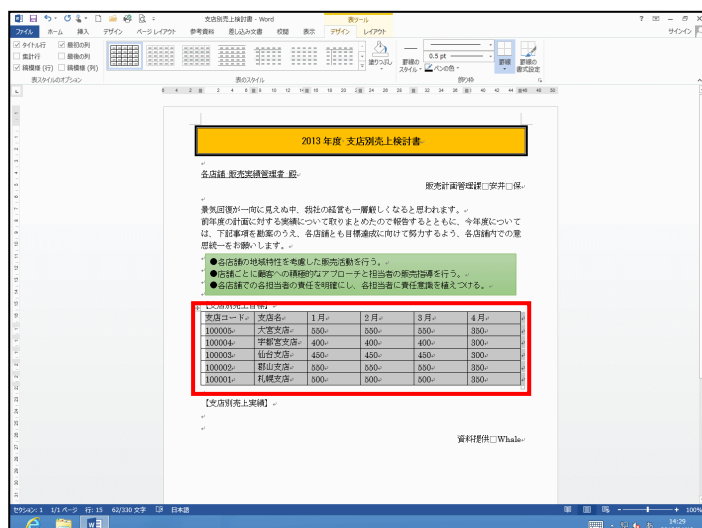 支店別売上検討書 - Word
表ツール
サインイン
ファイル ホーム 挿入 デザイン ページレイアウト 参考資料 差し込み文書 校閲 表示 デザイン レイアウト
タイトル行 最初の列
集計行 最後の列
縞模様 (行) 縞模様 (列)
表スタイルのオプション
表のスタイル
塗りつぶし
罫線のスタイル
0.5 pt
ペンの色
罫線
罫線の書式設定
飾り枠
2013 年度 支店別売上検討書
各店舗 販売実績管理者 殿
販売計画管理課□安井□保
景気回復が一向に見えぬ中、我社の経営も一層厳しくなると思われます。
前年度の計画に対する実績について取りまとめたので報告するとともに、今年度について
は、下記事項を勘案のうえ、各店舗とも目標達成に向けて努力するよう、各店舗内での意
思統一をお願いします。
●各店舗の地域特性を考慮した販売活動を行う。
●店舗ごとに顧客への積極的なアプローチと担当者の販売指導を行う。
●各店舗での各担当者の責任を明確にし、各担当者に責任意識を植えつける。
【支店別売上目標】
支店コード 支店名 1月 2月 3月 4月
100005 大宮支店 550 550 550 350
100004 宇都宮支店 400 400 400 300
100003 仙台支店 450 450 450 300
100002 郡山支店 550 550 550 350
100001 札幌支店 500 500 500 350
【支店別売上実績】
資料提供□Whale
セクション: 1 1/1 ページ 行: 15 62/330 文字 日本語
100%
14:29